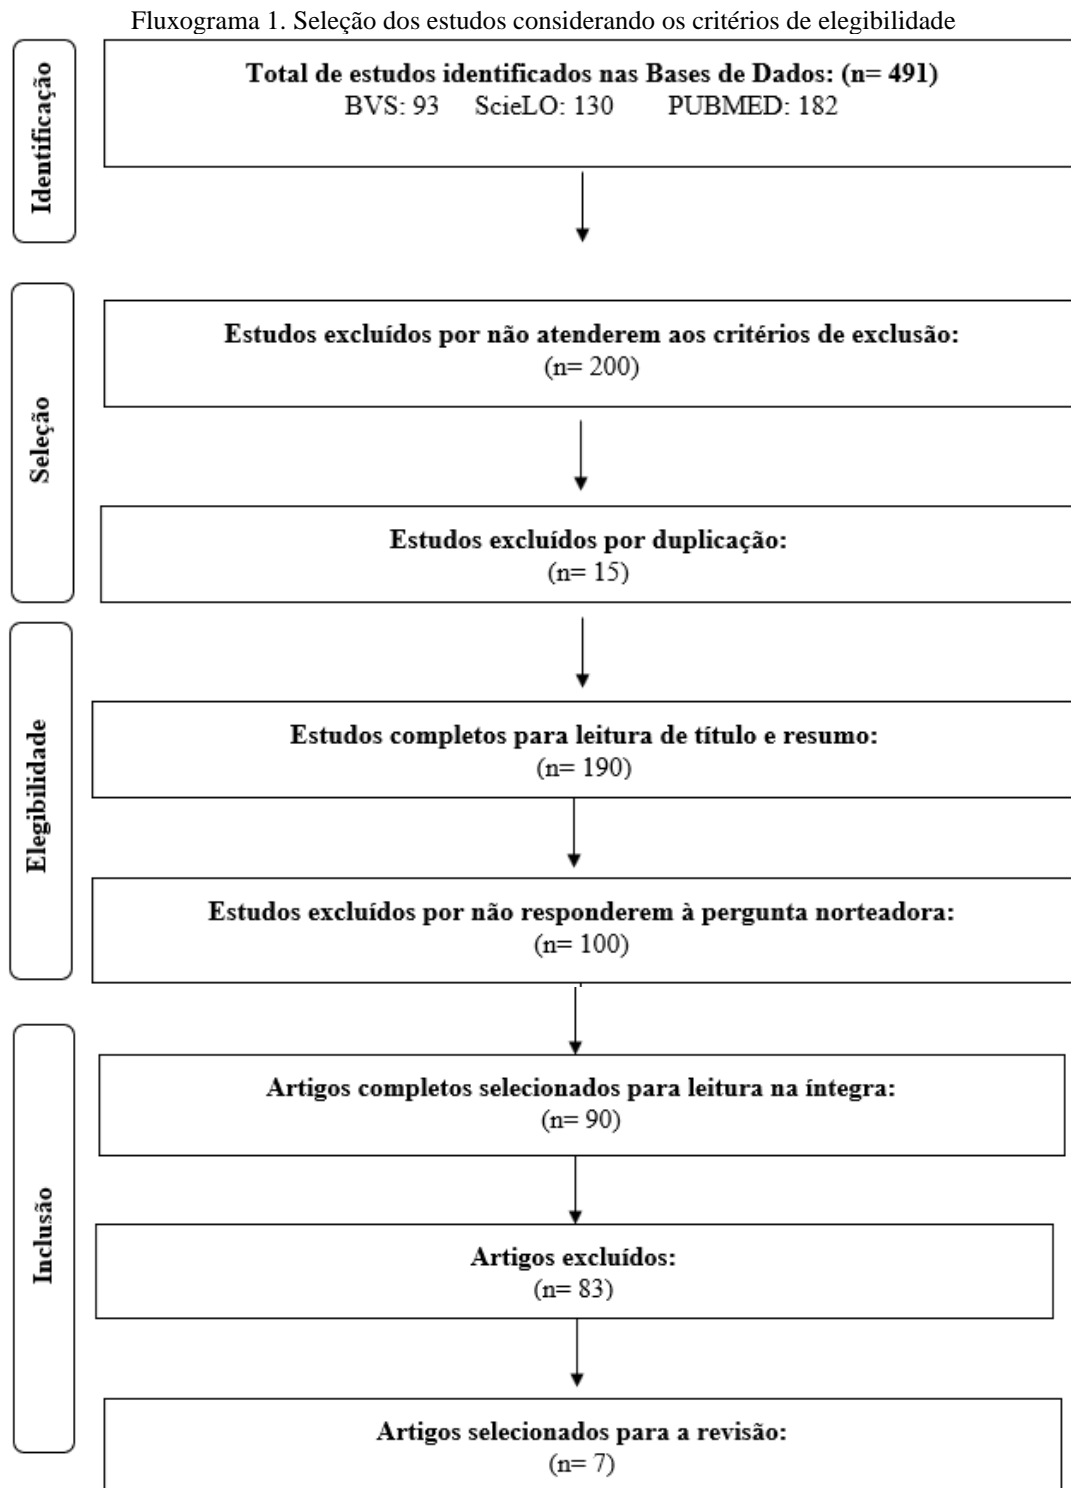 Fluxograma 1. Seleção dos estudos considerando os critérios de elegibilidade
Identificação
Total de estudos identificados nas Bases de Dados: (n= 491)
BVS: 93 ScieLO: 130 PUBMED: 182
Seleção
Estudos excluídos por não atenderem aos critérios de exclusão:
(n= 200)
Estudos excluídos por duplicação:
(n= 15)
Elegibilidade
Estudos completos para leitura de título e resumo:
(n= 190)
Estudos excluídos por não responderem à pergunta norteadora:
(n= 100)
Inclusão
Artigos completos selecionados para leitura na íntegra:
(n= 90)
Artigos excluídos:
(n= 83)
Artigos selecionados para a revisão:
(n= 7)